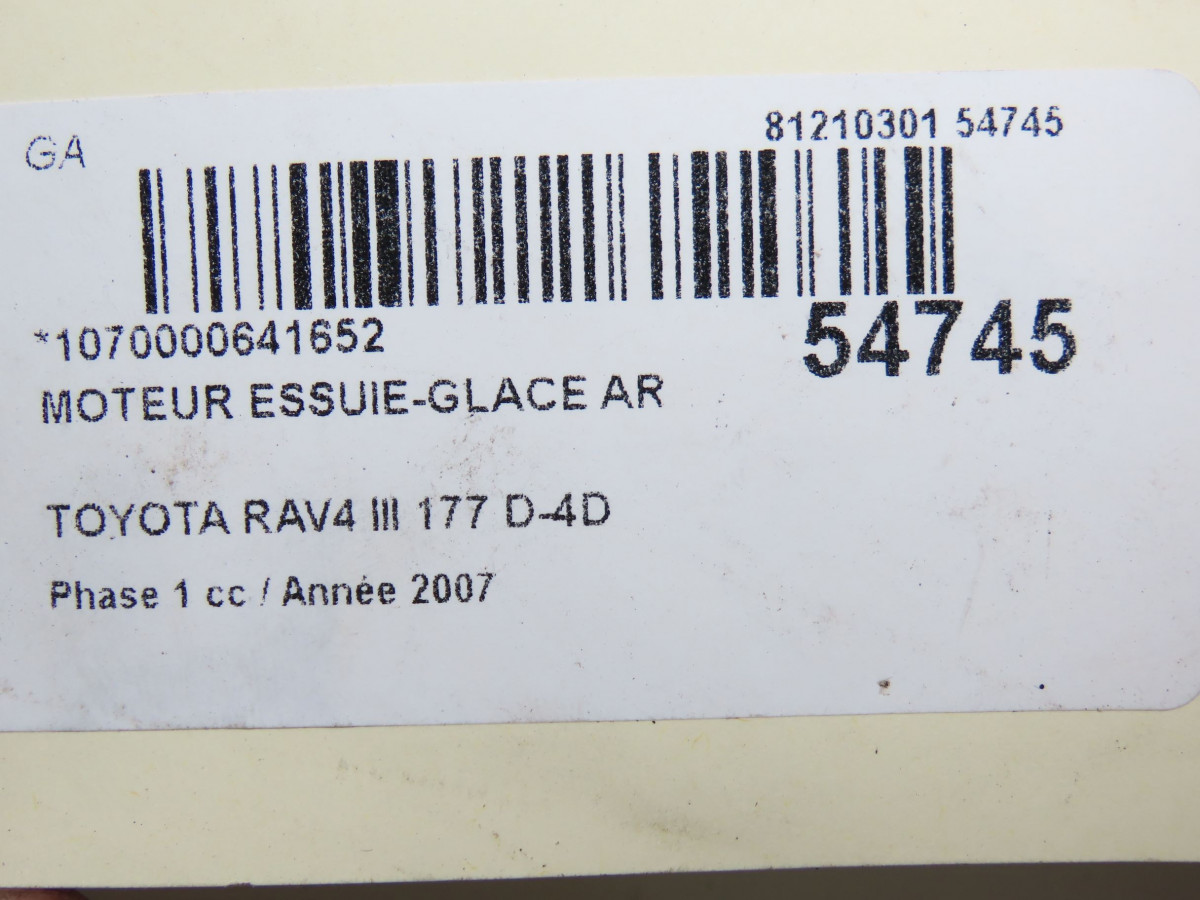 GA
81210301 54745
*1070000641652
54745
MOTEUR ESSUIE-GLACE AR
TOYOTA RAV4 III 177 D-4D
Phase 1 cc / Année 2007